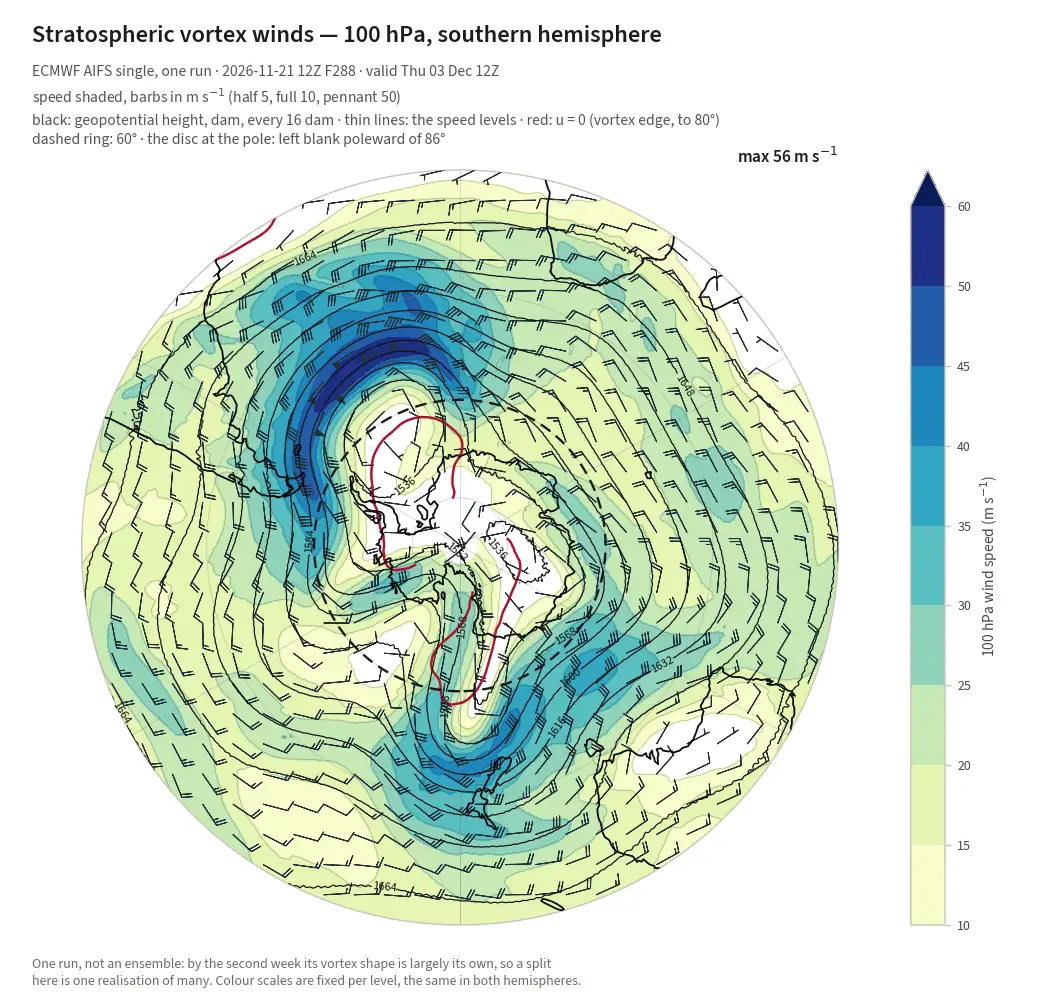 Stratospheric vortex winds — 100 hPa, southern hemisphere
ECMWF AIFS single, one run · 2026-11-21 12Z F288 · valid Thu 03 Dec 12Z
speed shaded, barbs in m s⁻¹ (half 5, full 10, pennant 50)
black: geopotential height, dam, every 16 dam · thin lines: the speed levels · red: u = 0 (vortex edge, to 80°)
dashed ring: 60° · the disc at the pole: left blank poleward of 86°
max 56 m s⁻¹
60
50
45
40
35
30
25
20
15
10
100 hPa wind speed (m s⁻¹)
1664
1648
1536
1584
1536
1568
1568
1632
1600
1616
1664
1664
One run, not an ensemble: by the second week its vortex shape is largely its own, so a split
here is one realisation of many. Colour scales are fixed per level, the same in both hemispheres.